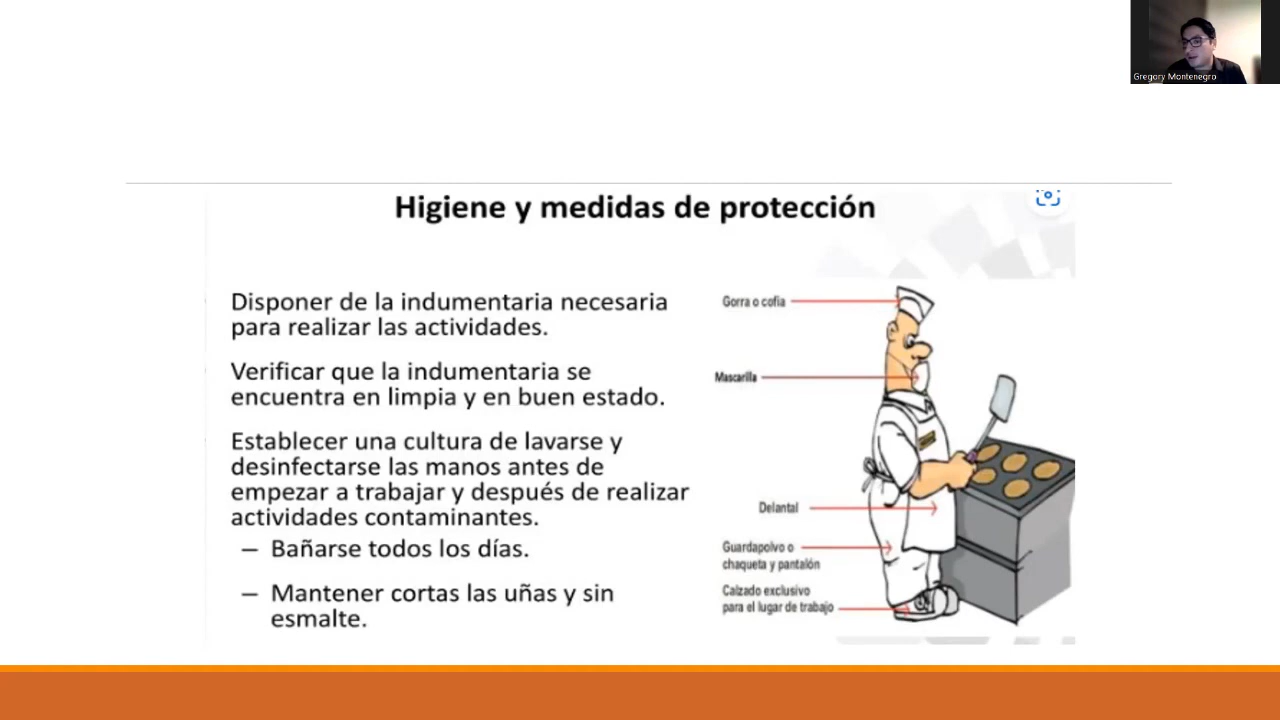 Gregory Montenegro
Higiene y medidas de protección
Disponer de la indumentaria necesaria
para realizar las actividades.
Verificar que la indumentaria se
encuentra en limpia y en buen estado.
Establecer una cultura de lavarse y
desinfectarse las manos antes de
empezar a trabajar y después de realizar
actividades contaminantes.
– Bañarse todos los días.
– Mantener cortas las uñas y sin
esmalte.
Gorra o cofia
Mascarilla
Delantal
Guardapolvo o
chaqueta y pantalón
Calzado exclusivo
para el lugar de trabajo